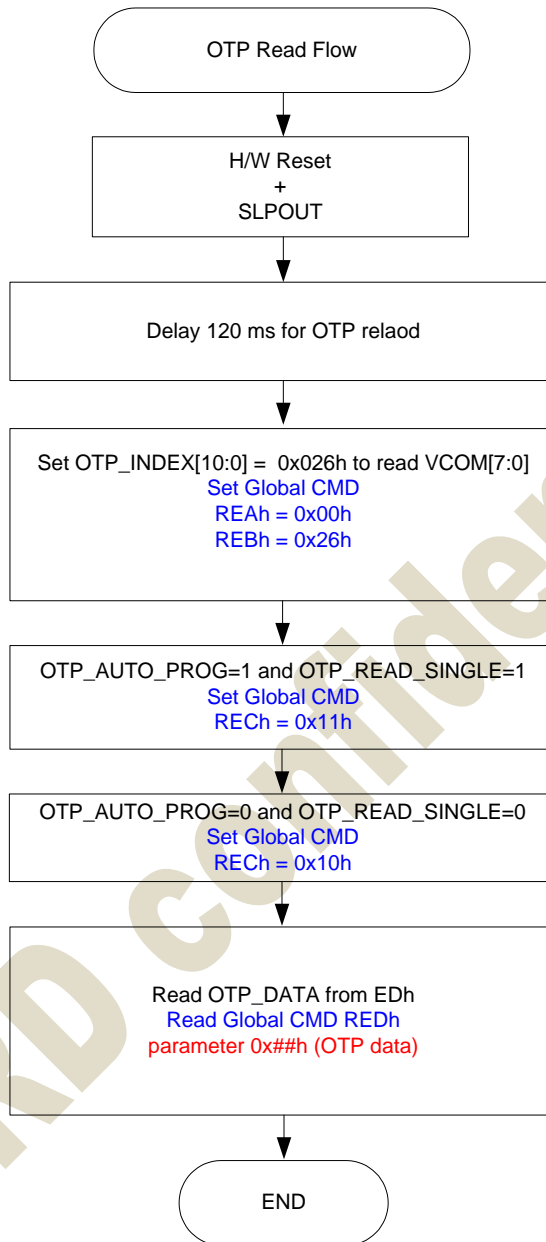 OTP Read Flow
H/W Reset
+
SLPOUT
Delay 120 ms for OTP relaod
Set OTP_INDEX[10:0] =  0x026h to read VCOM[7:0]
Set Global CMD
REAh = 0x00h
REBh = 0x26h
OTP_AUTO_PROG=1 and OTP_READ_SINGLE=1
Set Global CMD
RECh = 0x11h
OTP_AUTO_PROG=0 and OTP_READ_SINGLE=0
Set Global CMD
RECh = 0x10h
Read OTP_DATA from EDh
Read Global CMD REDh
parameter 0x##h (OTP data)
END